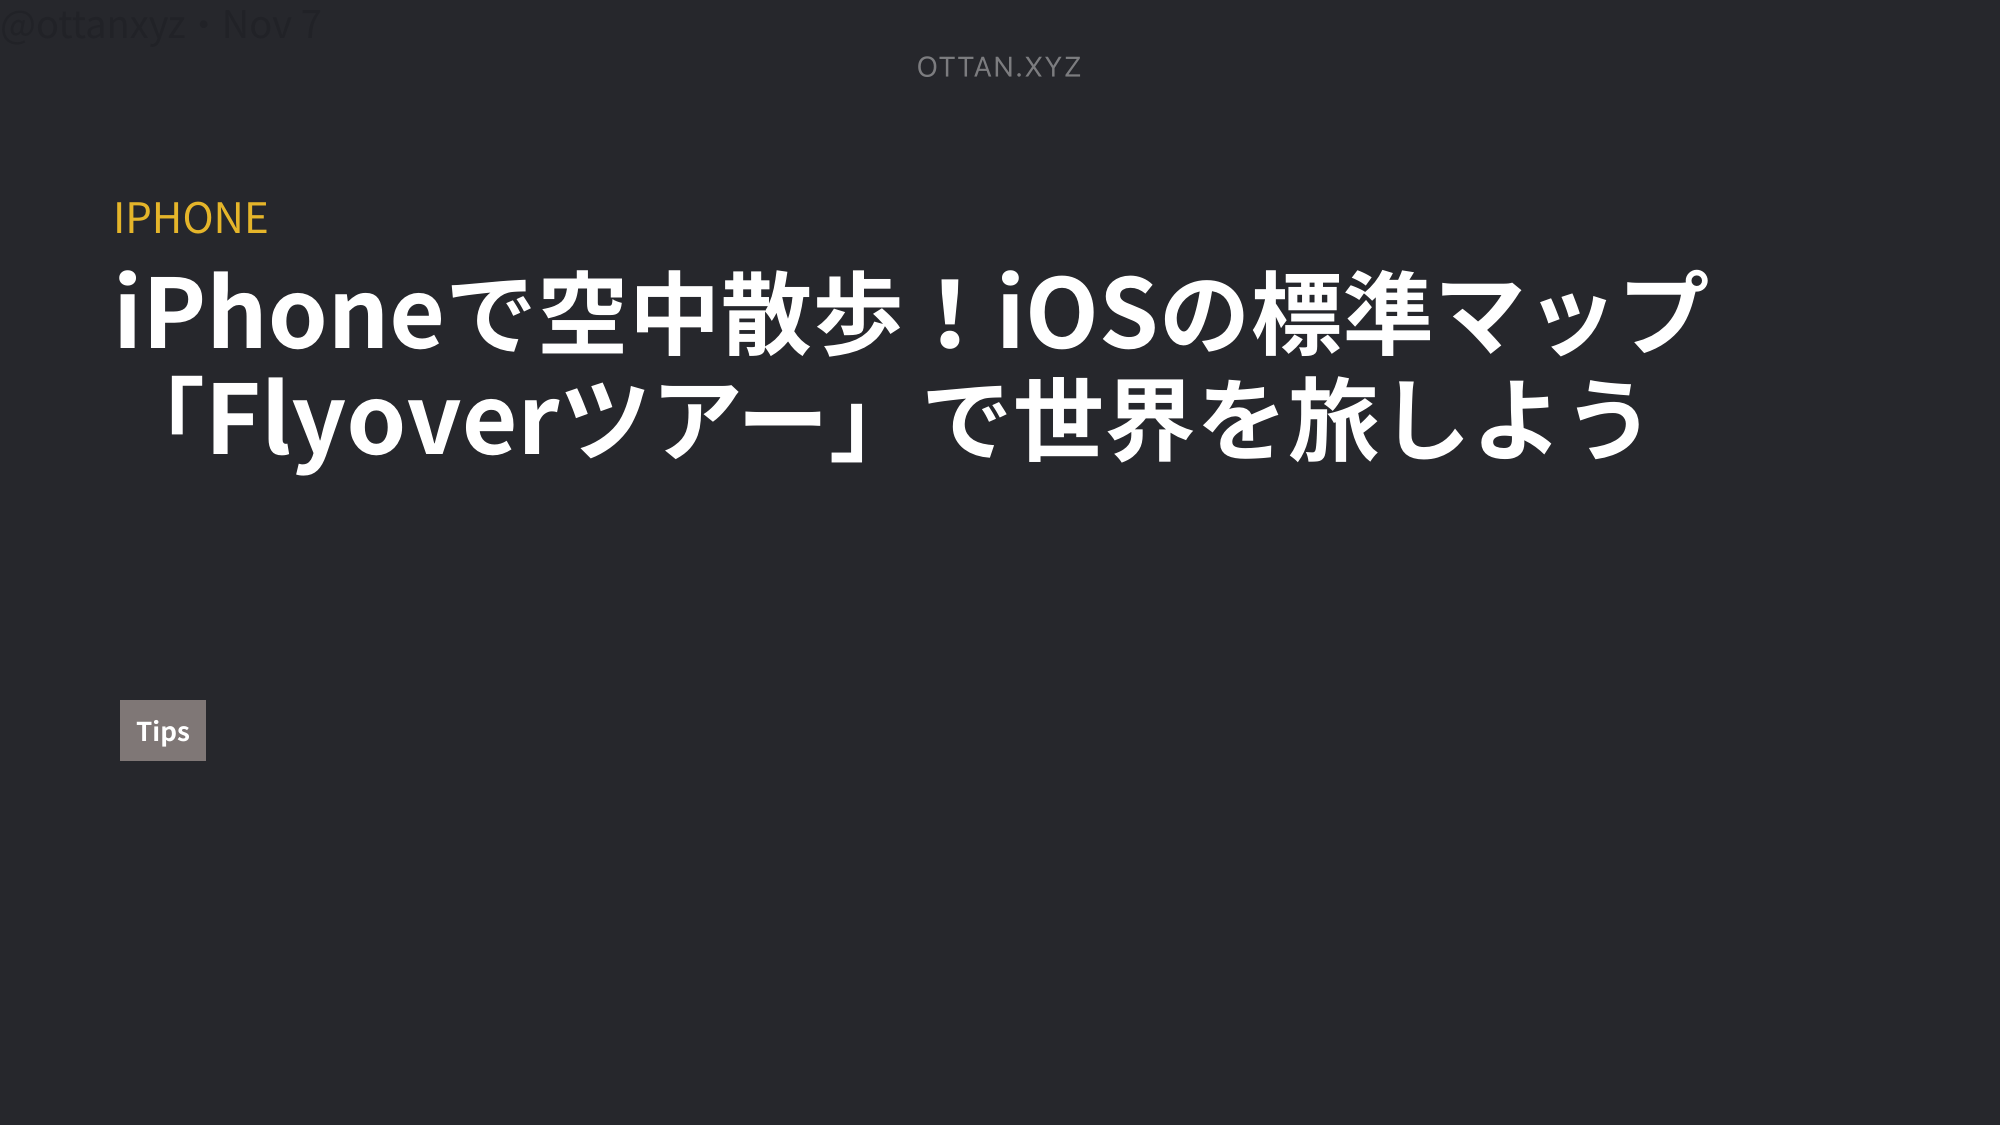 @ottanxyz・Nov 7
OTTAN.XYZ
IPHONE
iPhoneで空中散歩！iOSの標準マップ
「Flyoverツアー」で世界を旅しよう
Tips